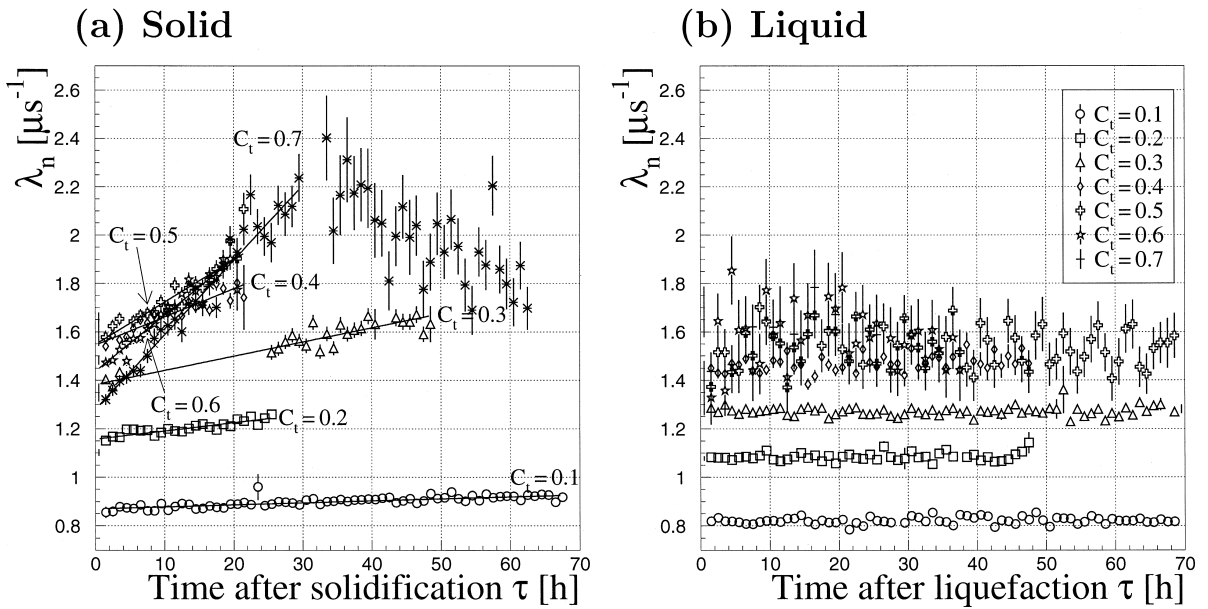 (a) Solid
λn [μs-1]
2.6
2.4
2.2
2
1.8
1.6
1.4
1.2
1
0.8
Ct = 0.7
Ct = 0.5
Ct = 0.4
Ct = 0.3
Ct = 0.6
Ct = 0.2
Ct = 0.1
0 10 20 30 40 50 60 70
Time after solidification τ [h]
(b) Liquid
λn [μs-1]
2.6
2.4
2.2
2
1.8
1.6
1.4
1.2
1
0.8
Ct = 0.1
Ct = 0.2
Ct = 0.3
Ct = 0.4
Ct = 0.5
Ct = 0.6
Ct = 0.7
0 10 20 30 40 50 60 70
Time after liquefaction τ [h]